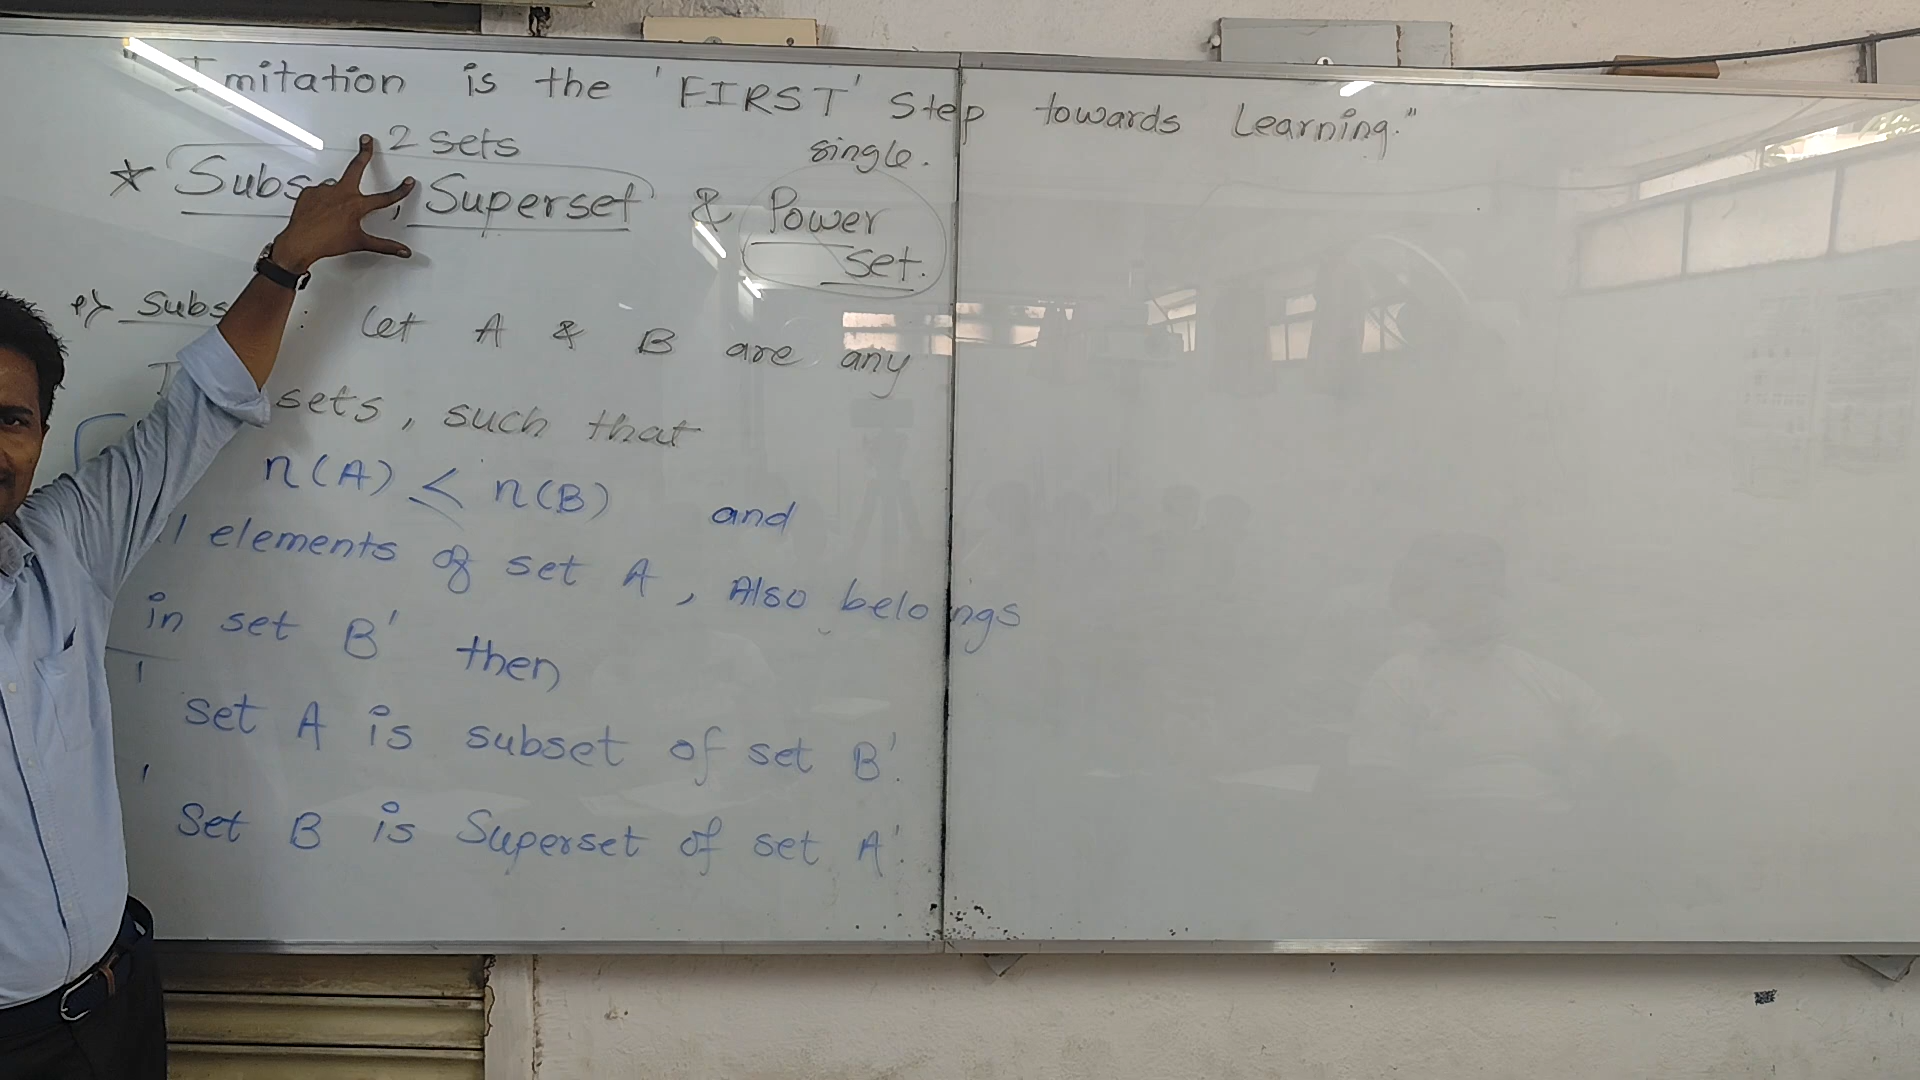 " Imitation is the 'FIRST' Step towards Learning."
2 sets single.
* Subse , Superset & Power
set.
Subs : Let A & B are any
sets, such that
n(A) < n(B) and
elements of set A, Also belongs
in set B' then
' set A is subset of set B'.
' Set B is Superset of set A'.